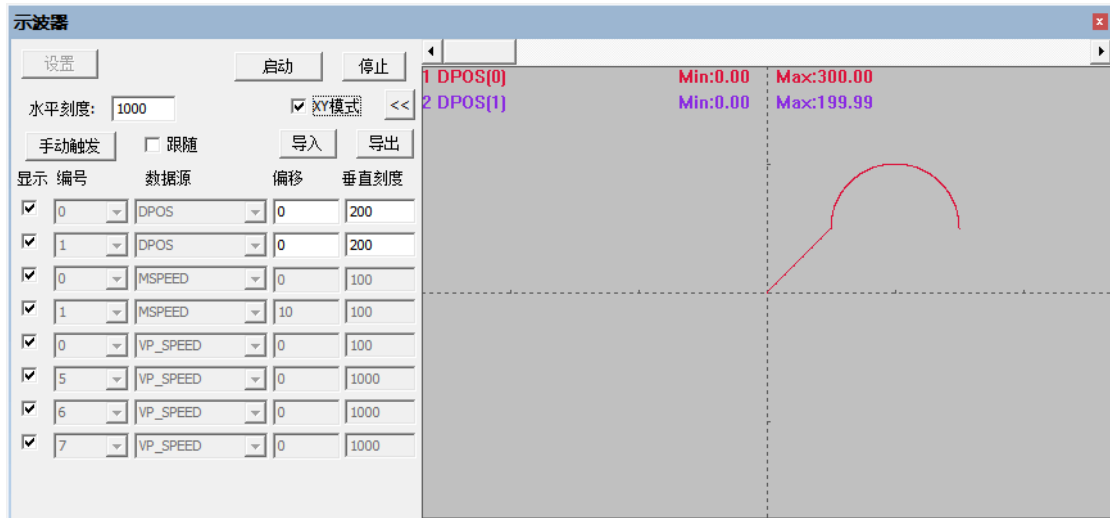 示波器
设置 启动 停止
水平刻度: 1000 XY模式 <<
手动触发 跟随 导入 导出
显示 编号 数据源 偏移 垂直刻度
0 DPOS 0 200
1 DPOS 0 200
0 MSPEED 0 100
1 MSPEED 10 100
0 VP_SPEED 0 100
5 VP_SPEED 0 1000
6 VP_SPEED 0 1000
7 VP_SPEED 0 1000
1 DPOS(0) Min:0.00 Max:300.00
2 DPOS(1) Min:0.00 Max:199.99